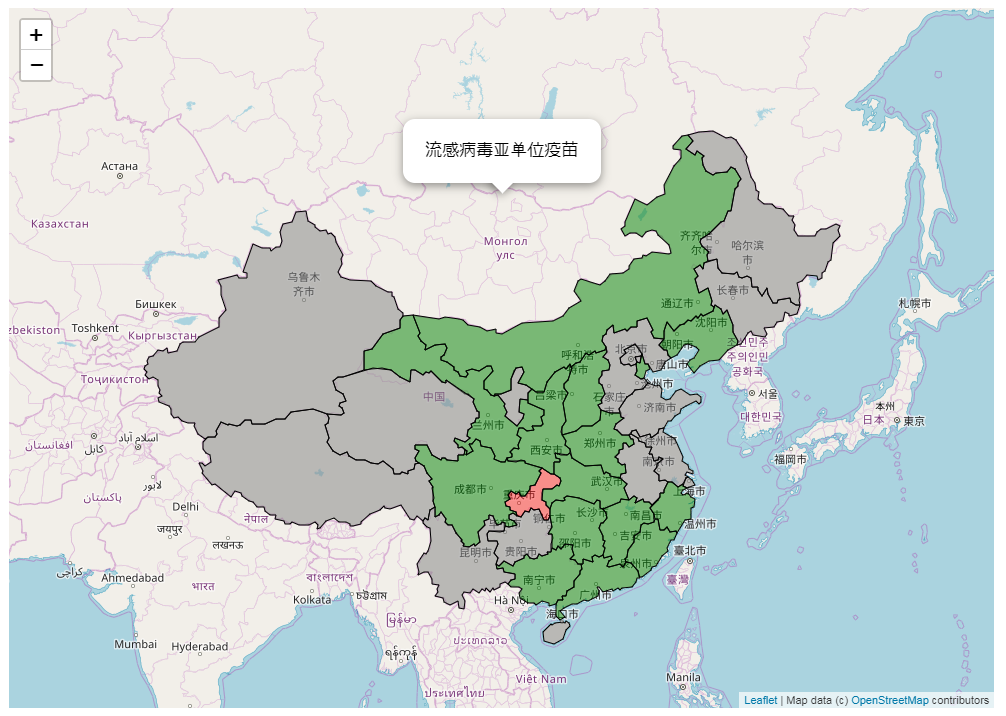 +
−
流感病毒亚单位疫苗
Астана
Казахстан
Монгол
улс
齐齐哈
尔市
哈尔滨
市
乌鲁木
齐市
长春市
札幌市
Бишкек
通辽市
zbekiston
Toshkent
Кыргызстан
沈阳市
朝阳市
조선민주
주의인민
공화국
北京市
呼和浩
特市
唐山市
Тоҷикистон
서울
中国
吕梁市
石家庄
市
济南市
本州
대한민국
日本
東京
兰州市
افغانستان
کابل
اسلام آباد
西安市
郑州市
徐州市
福岡市
لاہور
南京市
پاکستان
成都市
重庆市
武汉市
上海市
Delhi
नेपाल
长沙市
南昌市
温州市
जयपुर
लखनऊ
铜仁市
昆明市
贵阳市
邵阳市
吉安市
臺北市
کراچی
Ahmedabad
भारत
বাংলাদেশ
南宁市
泉州市
臺灣
Kolkata
চট্টগ্রাম
Hà Nội
广州市
海口市
မြန်မာ
Mumbai
Hyderabad
ရန်ကုန်
ປະເທດລາວ
Việt Nam
Manila
ประเทศไทย
Leaflet | Map data (c) OpenStreetMap contributors